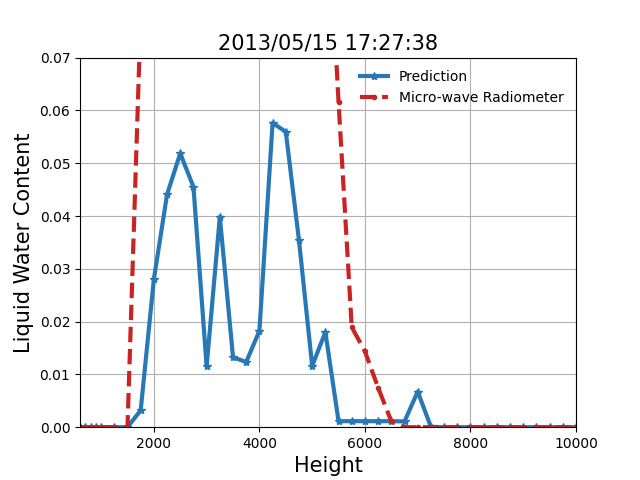 2013/05/15 17:27:38
Prediction
Micro-wave Radiometer
Liquid Water Content
0.07
0.06
0.05
0.04
0.03
0.02
0.01
0.00
2000 4000 6000 8000 10000
Height